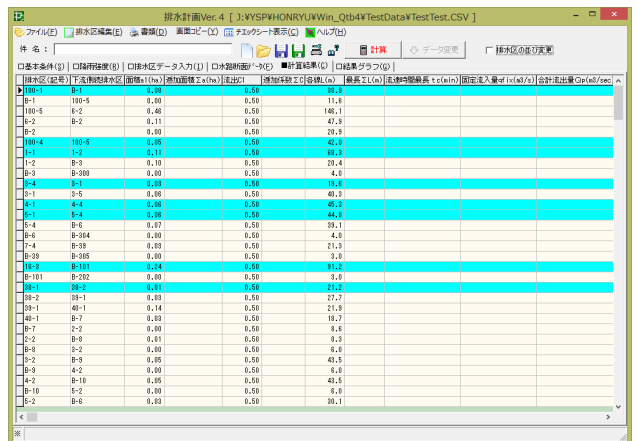 排水計画Ver. 4 [ J:¥YSP¥HONRYU¥Win_Qtb4¥TestData¥TestTest.CSV ]
ファイル(F) 排水区編集(E) 書類(D) 画面コピー(Y) チェックシート表示(C) ヘルプ(H)
件 名 : 計算 データ変更 排水区の並び変更
□基本条件(S) □降雨強度(R) □排水区データ入力(I) □水路断面データ(F) ■計算結果(C) □結果グラフ(G)
排水区(記号) 下流側続排水区 面積a1(ha) 逓加面積Σa(ha) 流出C1 逓加係数ΣC 各線L(m) 最長ΣL(m) 流達時間最長 tc(min) 固定流入量qfix(m3/s) 合計流出量Qp(m3/sec
100-1 B-1 0.08 0.50 38.9
B-1 100-5 0.00 0.50 11.6
100-5 6-2 0.46 0.50 146.1
6-2 B-2 0.11 0.50 47.9
B-2 0.00 0.50 20.9
100-4 100-5 0.05 0.50 42.0
1-1 1-2 0.11 0.50 68.3
1-2 B-3 0.10 0.50 20.4
B-3 B-300 0.00 0.50 4.0
3-4 3-1 0.03 0.50 19.6
3-1 3-5 0.06 0.50 40.3
4-1 4-4 0.06 0.50 45.3
5-1 5-4 0.06 0.50 44.8
5-4 B-6 0.07 0.50 39.1
B-6 B-304 0.00 0.50 4.0
7-4 B-39 0.03 0.50 21.3
B-39 B-305 0.00 0.50 3.0
16-3 B-101 0.24 0.50 91.2
B-101 B-202 0.00 0.50 3.0
38-1 38-2 0.01 0.50 21.2
38-2 39-1 0.03 0.50 27.7
39-1 40-1 0.14 0.50 21.9
40-1 B-7 0.03 0.50 18.7
B-7 2-2 0.00 0.50 8.6
2-2 B-8 0.01 0.50 8.3
B-8 3-2 0.00 0.50 6.0
3-2 B-9 0.05 0.50 43.5
B-9 4-2 0.00 0.50 6.0
4-2 B-10 0.05 0.50 43.5
B-10 5-2 0.00 0.50 6.0
5-2 B-6 0.03 0.50 30.1
※